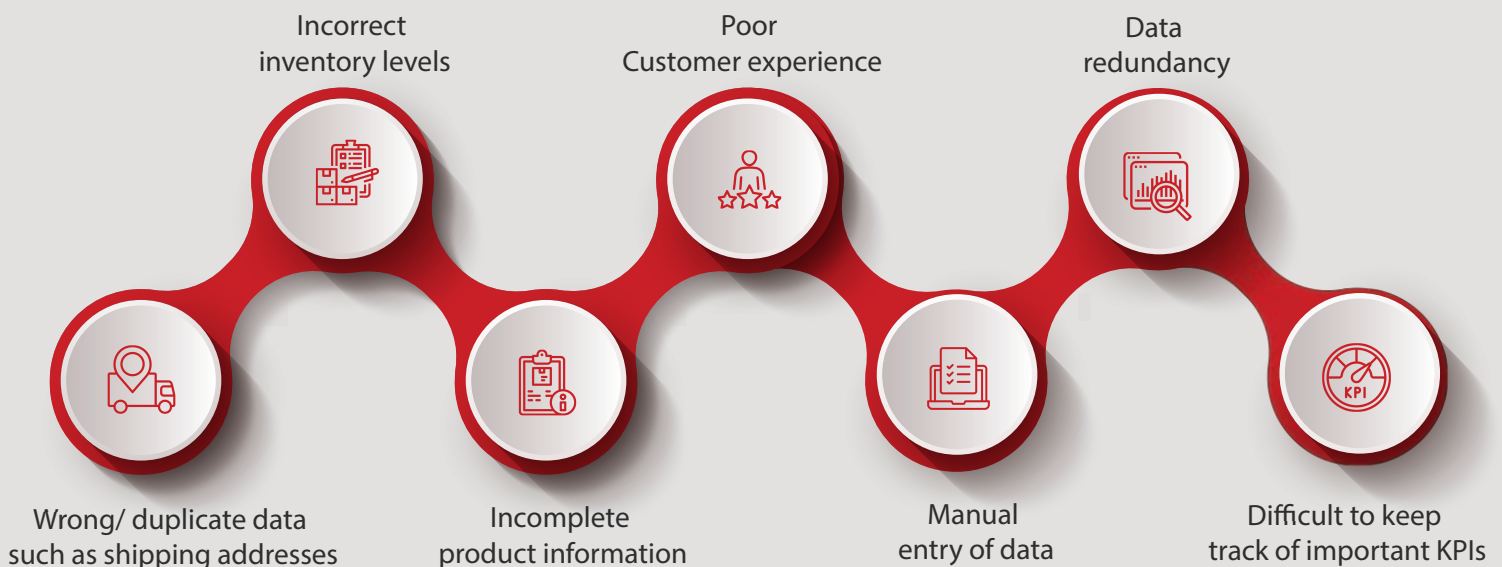 Incorrect
inventory levels
Poor
Customer experience
Data
redundancy
KPI
Wrong/ duplicate data
such as shipping addresses
Incomplete
product information
Manual
entry of data
Difficult to keep
track of important KPIs